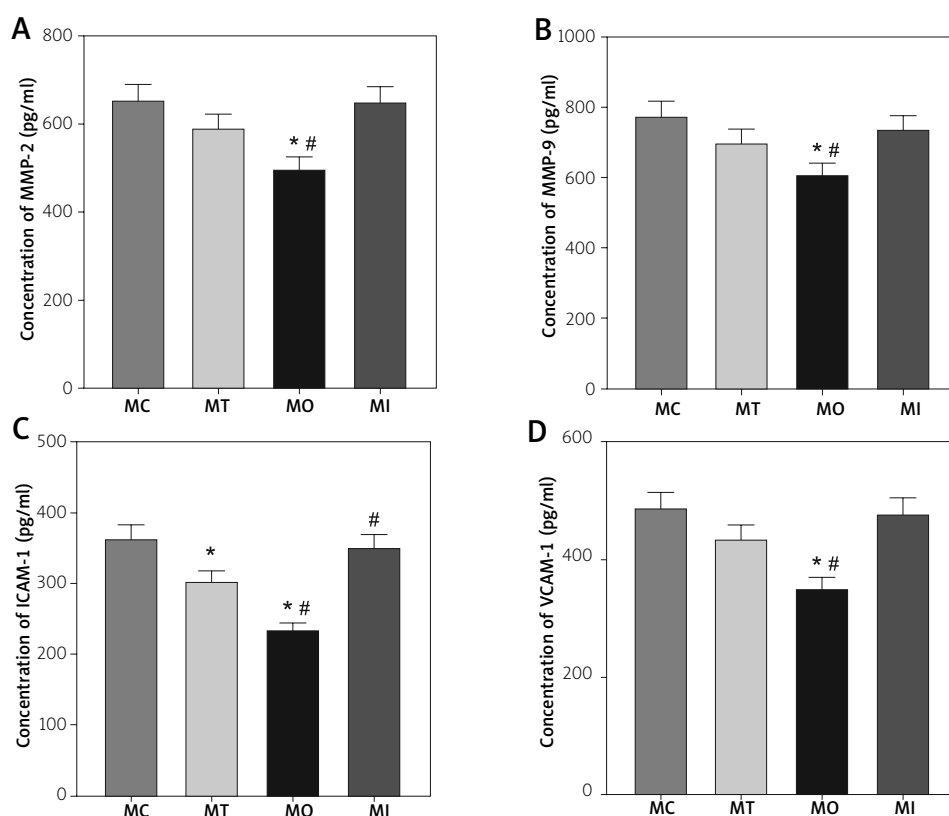 A
Concentration of MMP-2 (pg/ml)
800
600
400
200
0
* #
MC MT MO MI
B
Concentration of MMP-9 (pg/ml)
1000
800
600
400
200
0
* #
MC MT MO MI
C
Concentration of ICAM-1 (pg/ml)
500
400
300
200
100
0
*
* #
#
MC MT MO MI
D
Concentration of VCAM-1 (pg/ml)
600
400
200
0
* #
MC MT MO MI